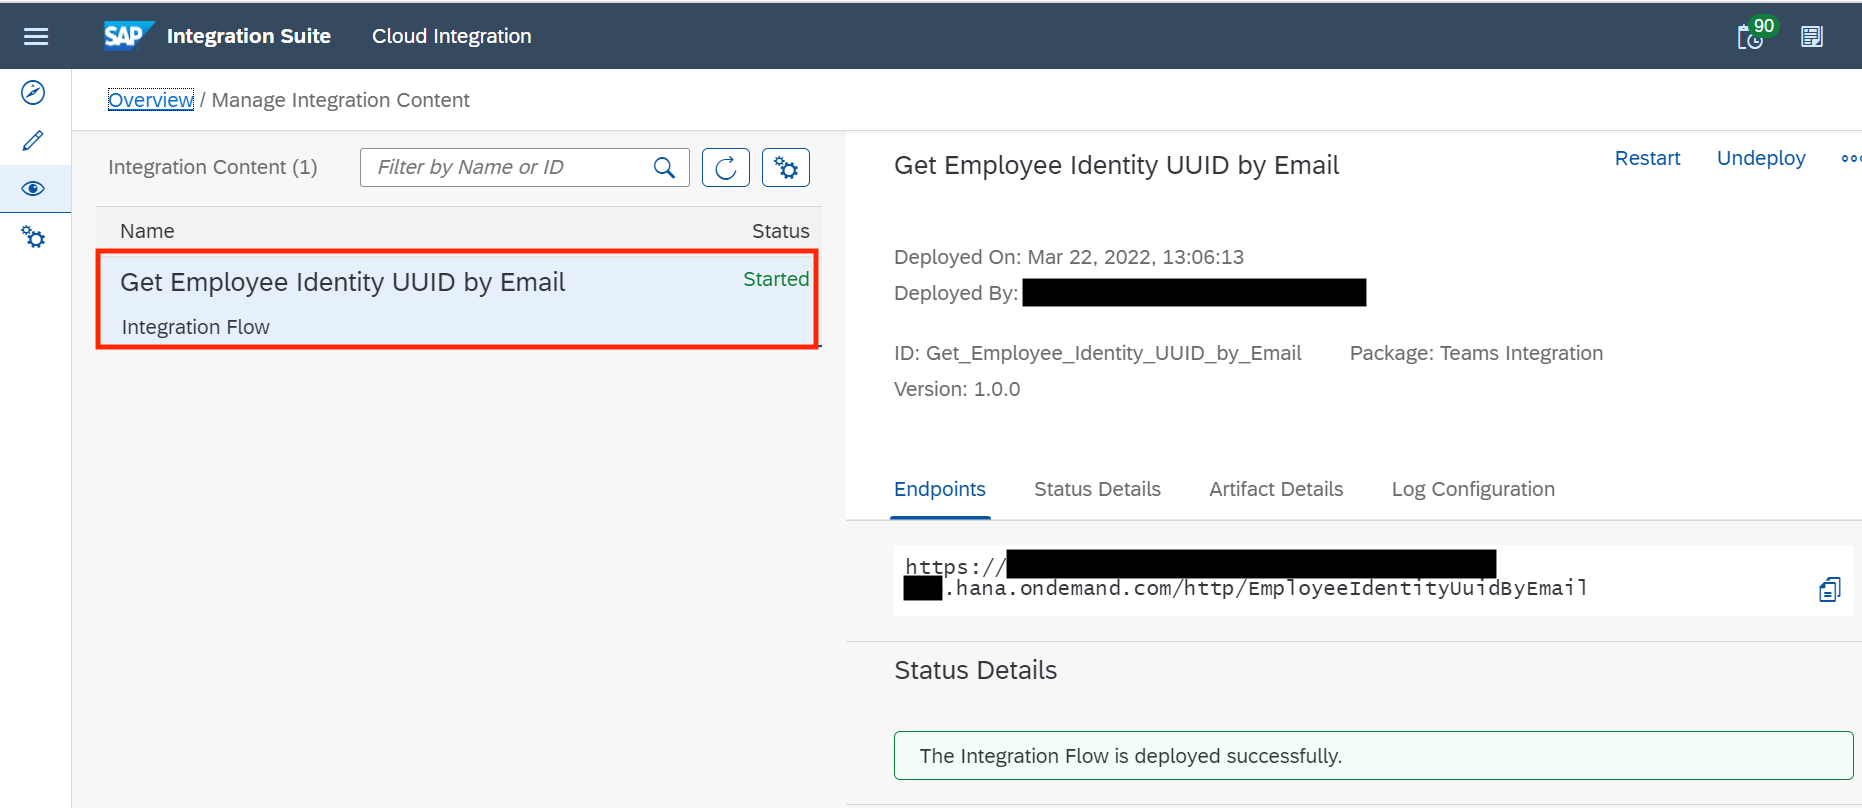 SAP Integration Suite Cloud Integration 90
Overview / Manage Integration Content
Integration Content (1) Filter by Name or ID
Name Status
Get Employee Identity UUID by Email Started
Integration Flow
Get Employee Identity UUID by Email Restart Undeploy
Deployed On: Mar 22, 2022, 13:06:13
Deployed By:
ID: Get_Employee_Identity_UUID_by_Email Package: Teams Integration
Version: 1.0.0
Endpoints Status Details Artifact Details Log Configuration
https://
.hana.ondemand.com/http/EmployeeIdentityUuidByEmail
Status Details
The Integration Flow is deployed successfully.